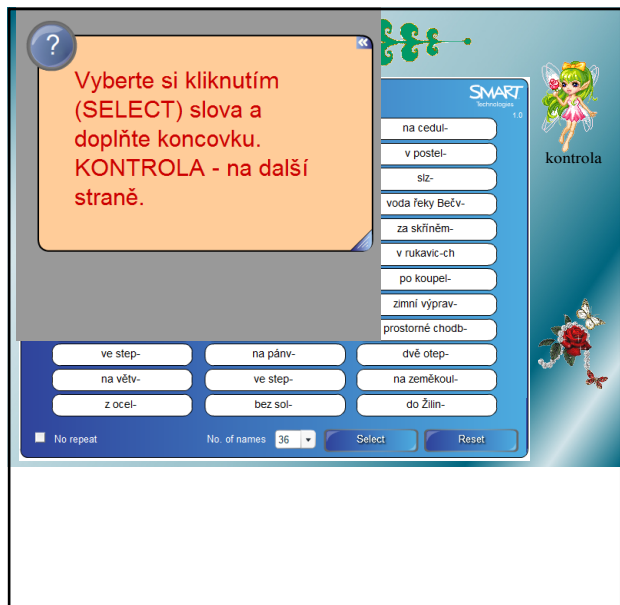 ?
Vyberte si kliknutím
(SELECT) slova a
doplňte koncovku.
KONTROLA - na další
straně.
SMART
Technologies
1.0
kontrola
na cedul-
v postel-
slz-
voda řeky Bečv-
za skříněm-
v rukavic-ch
po koupel-
zimní výprav-
prostorné chodb-
ve step- na pánv- dvě otep-
na větv- ve step- na zeměkoul-
z ocel- bez sol- do Žilin-
No repeat No. of names 36 Select Reset